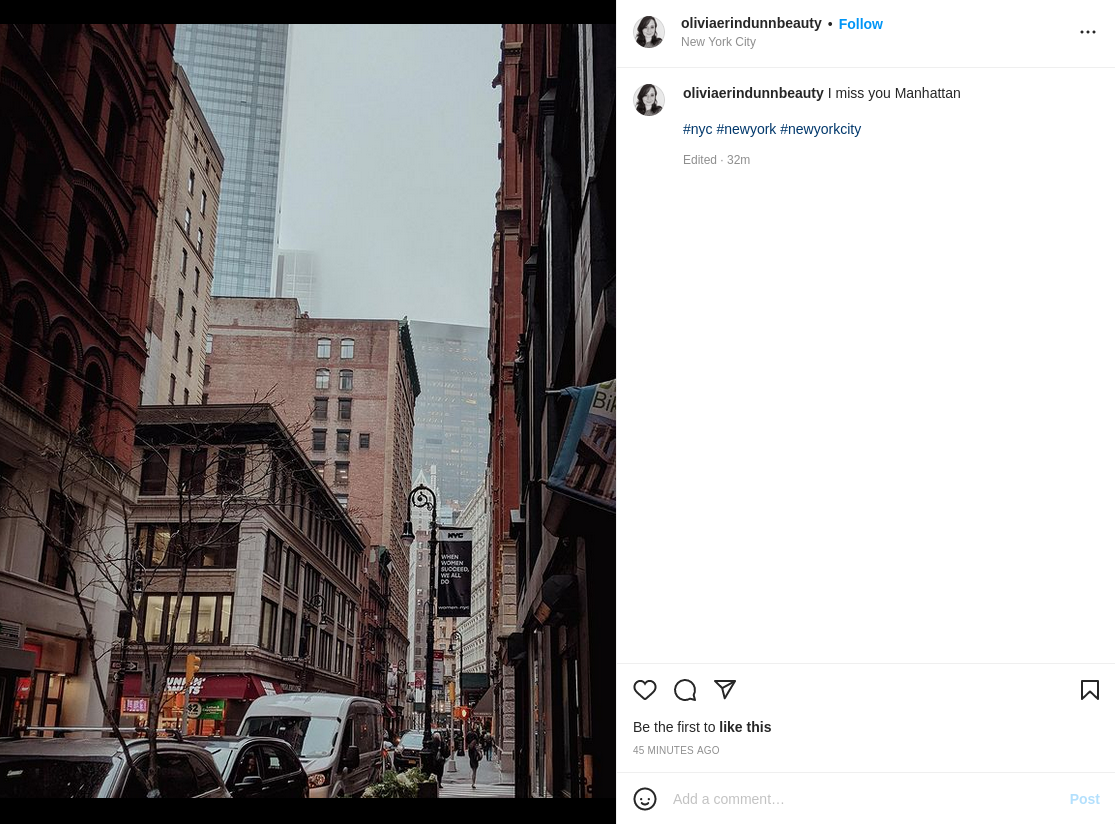 oliviaerindunnbeauty • Follow
New York City
oliviaerindunnbeauty I miss you Manhattan
#nyc #newyork #newyorkcity
Edited · 32m
Bik
NYC
WHEN
WOMEN
SUCCEED,
WE ALL
DO
women.nyc
DUNKIN'
DONUTS
Be the first to like this
45 MINUTES AGO
Add a comment…
Post